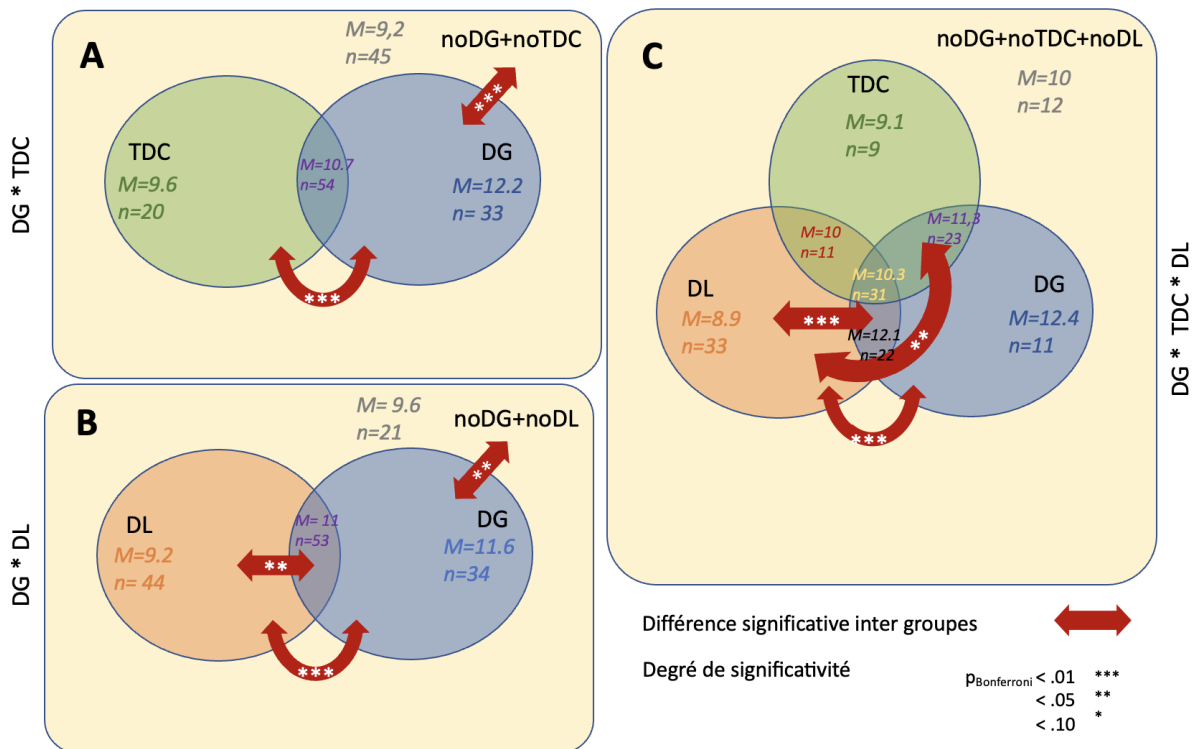 DG * TDC
A
M=9,2
n=45
noDG+noTDC
***
TDC
M=9.6
n=20
M=10.7
n=54
DG
M=12.2
n= 33
***
DG * DL
B
M= 9.6
n=21
noDG+noDL
**
DL
M=9.2
n= 44
M= 11
n=53
DG
M=11.6
n=34
**
***
C
noDG+noTDC+noDL
M=10
n=12
TDC
M=9.1
n=9
M=10
n=11
M=11,3
n=23
M=10.3
n=31
DL
M=8.9
n=33
DG
M=12.4
n=11
***
M=12.1
n=22
**
***
DG * TDC * DL
Différence significative inter groupes
Degré de significativité
pBonferroni < .01 ***
< .05 **
< .10 *